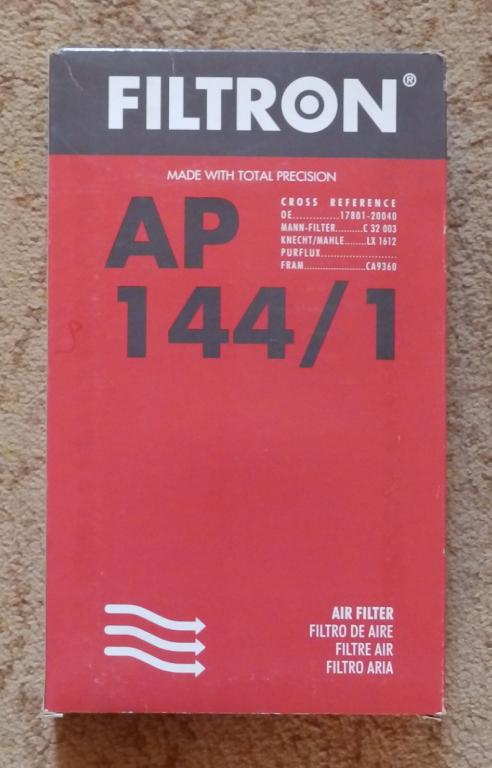 FILTRON®
MADE WITH TOTAL PRECISION
AP
144/1
CROSS REFERENCE
OE..............17801-20040
MANN-FILTER.........C 32 003
KNECHT/MAHLE.......LX 1612
PURFLUX.......................
FRAM.......................CA9360
AIR FILTER
FILTRO DE AIRE
FILTRE AIR
FILTRO ARIA